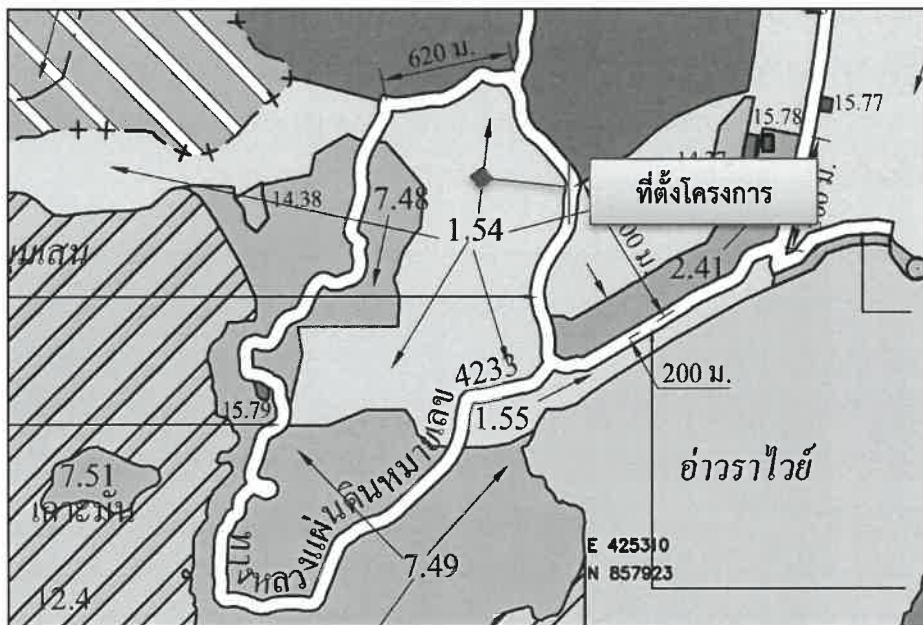 620 ม.
15.77
15.78
14.38
7.48
ที่ตั้งโครงการ
1.54
00 ม.
2.41
4233
200 ม.
15.79
1.55
7.51
เกาะมัน
อ่าวราไวย์
ทางหลวงแผ่นดินหมายเลข
7.49
E 425310
N 857923
12.4